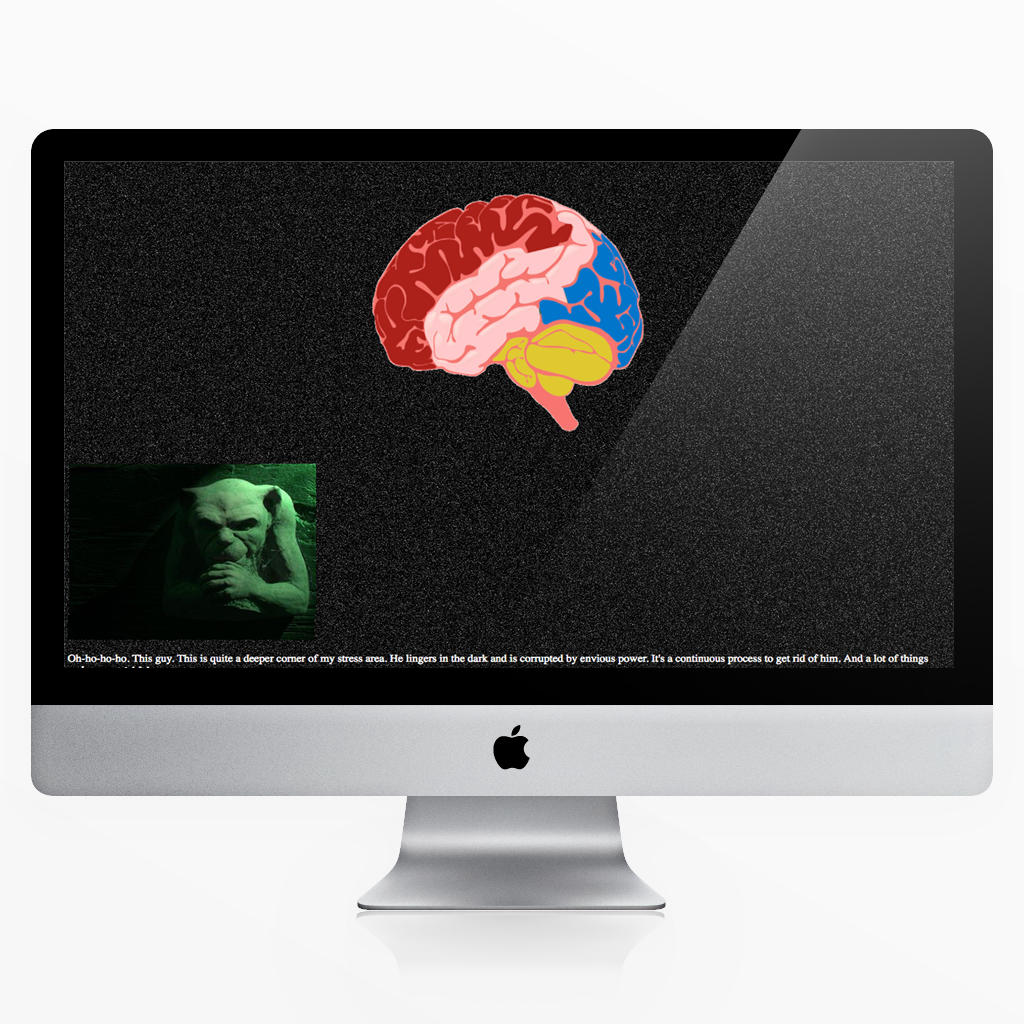 Oh-ho-ho-ho. This guy. This is quite a deeper corner of my stress area. He lingers in the dark and is corrupted by envious power. It's a continuous process to get rid of him. And a lot of things